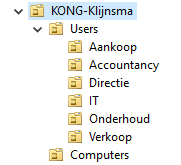 KONG-Klijnsma
Users
Aankoop
Accountancy
Directie
IT
Onderhoud
Verkoop
Computers